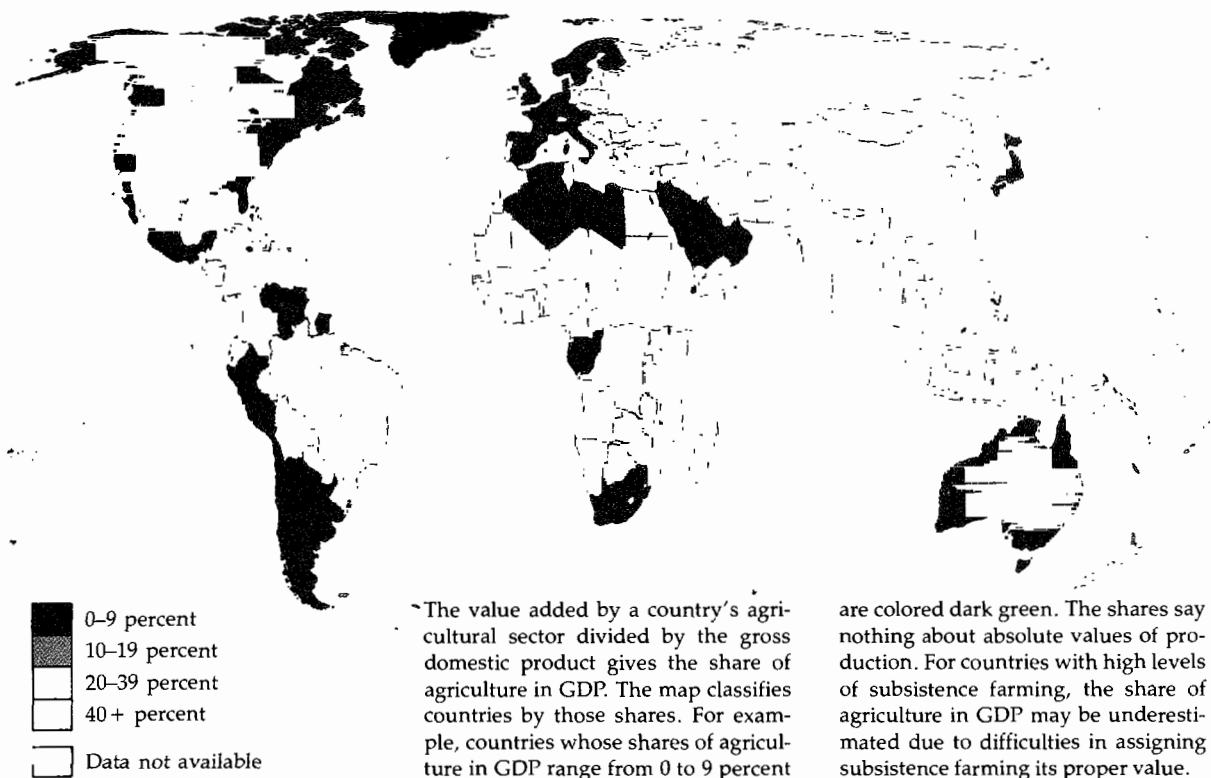 0–9 percent
10–19 percent
20–39 percent
40+ percent
Data not available
The value added by a country's agri-
cultural sector divided by the gross
domestic product gives the share of
agriculture in GDP. The map classifies
countries by those shares. For exam-
ple, countries whose shares of agricul-
ture in GDP range from 0 to 9 percent
are colored dark green. The shares say
nothing about absolute values of pro-
duction. For countries with high levels
of subsistence farming, the share of
agriculture in GDP may be underesti-
mated due to difficulties in assigning
subsistence farming its proper value.